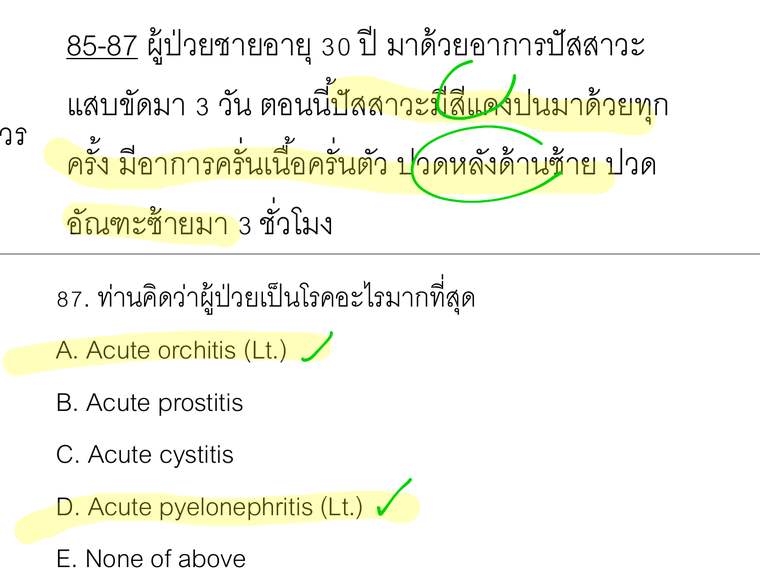 85-87 ผู้ป่วยชายอายุ 30 ปี มาด้วยอาการปัสสาวะ
แสบขัดมา 3 วัน ตอนนี้ปัสสาวะมีสีแดงปนมาด้วยทุก
วร
ครั้ง มีอาการครั่นเนื้อครั่นตัว ปวดหลังด้านซ้าย ปวด
อัณฑะซ้ายมา 3 ชั่วโมง
87. ท่านคิดว่าผู้ป่วยเป็นโรคอะไรมากที่สุด
A. Acute orchitis (Lt.)
B. Acute prostitis
C. Acute cystitis
D. Acute pyelonephritis (Lt.)
E. None of above